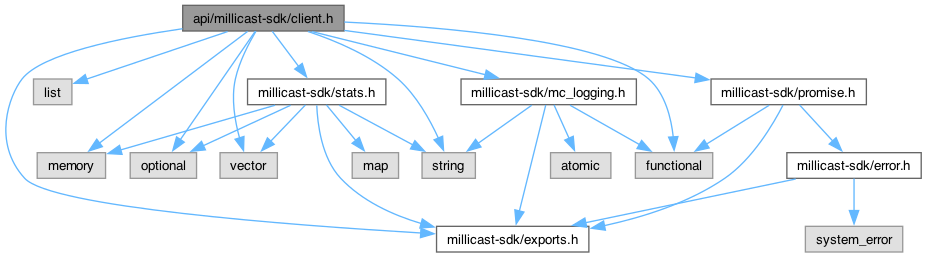 api/millicast-sdk/client.h
list
millicast-sdk/stats.h
millicast-sdk/mc_logging.h
millicast-sdk/promise.h
memory
optional
vector
map
string
atomic
functional
millicast-sdk/error.h
millicast-sdk/exports.h
system_error